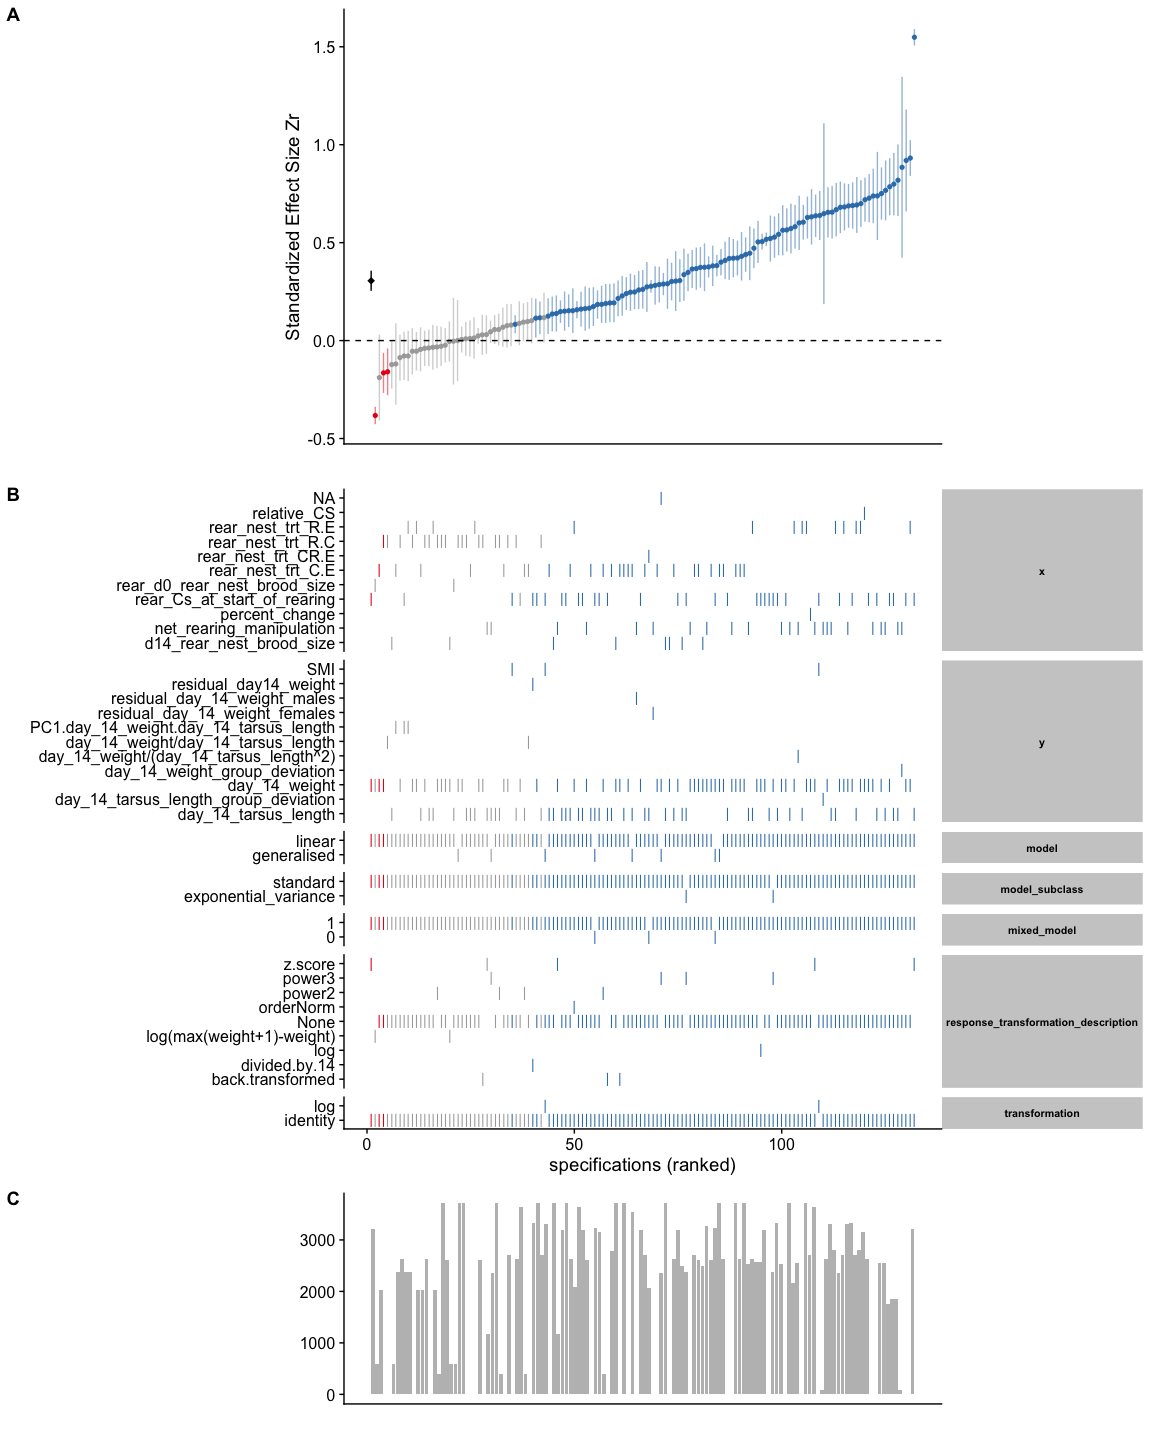 A
Standardized Effect Size Zr
1.5
1.0
0.5
0.0
-0.5
B
NA
relative_CS
rear_nest_trt_R.E
rear_nest_trt_R.C
rear_nest_trt_CR.E
rear_nest_trt_C.E
rear_d0_rear_nest_brood_size
rear_Cs_at_start_of_rearing
percent_change
net_rearing_manipulation
d14_rear_nest_brood_size
x
SMI
residual_day14_weight
residual_day_14_weight_males
residual_day_14_weight_females
PC1.day_14_weight.day_14_tarsus_length
day_14_weight/day_14_tarsus_length
day_14_weight/(day_14_tarsus_length^2)
day_14_weight_group_deviation
day_14_weight
day_14_tarsus_length_group_deviation
day_14_tarsus_length
y
linear
generalised
model
standard
exponential_variance
model_subclass
1
0
mixed_model
z.score
power3
power2
orderNorm
None
log(max(weight+1)-weight)
log
divided.by.14
back.transformed
response_transformation_description
log
identity
transformation
0 50 100
specifications (ranked)
C
3000
2000
1000
0